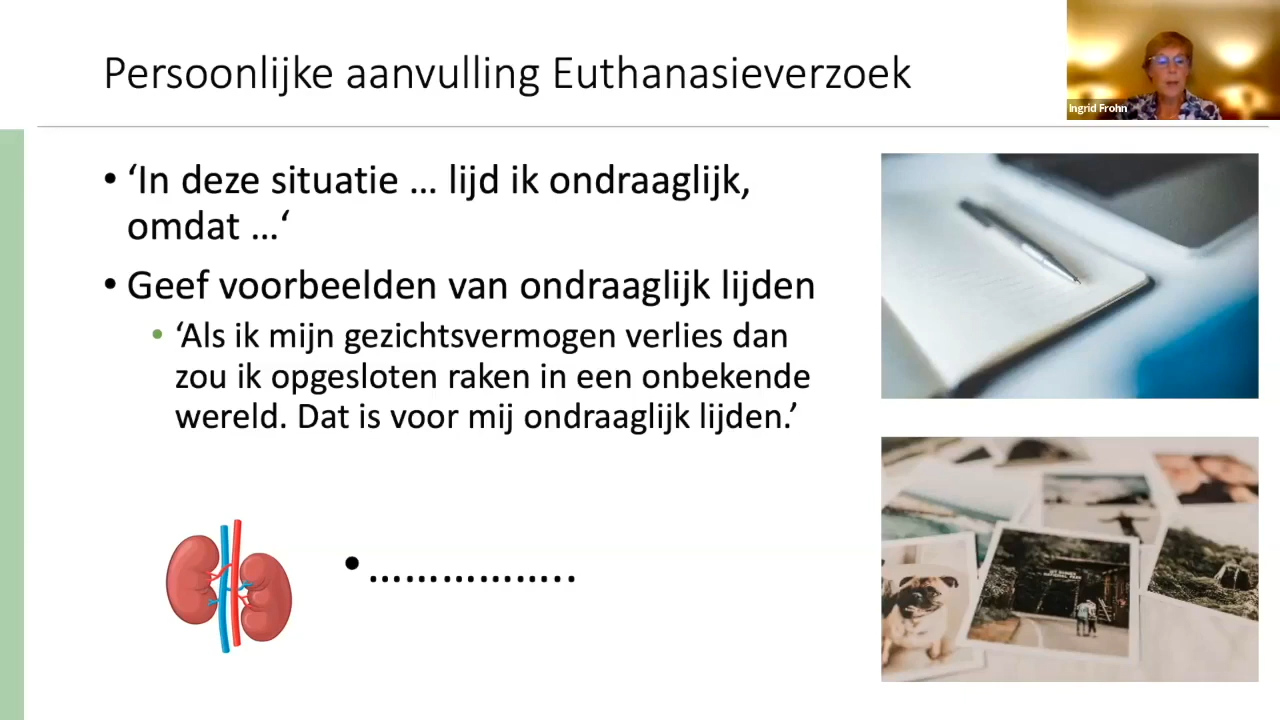 Persoonlijke aanvulling Euthanasieverzoek
Ingrid Frohn
• ‘In deze situatie … lijd ik ondraaglijk,
omdat …‘
• Geef voorbeelden van ondraaglijk lijden
• ‘Als ik mijn gezichtsvermogen verlies dan
zou ik opgesloten raken in een onbekende
wereld. Dat is voor mij ondraaglijk lijden.’
• ……………..